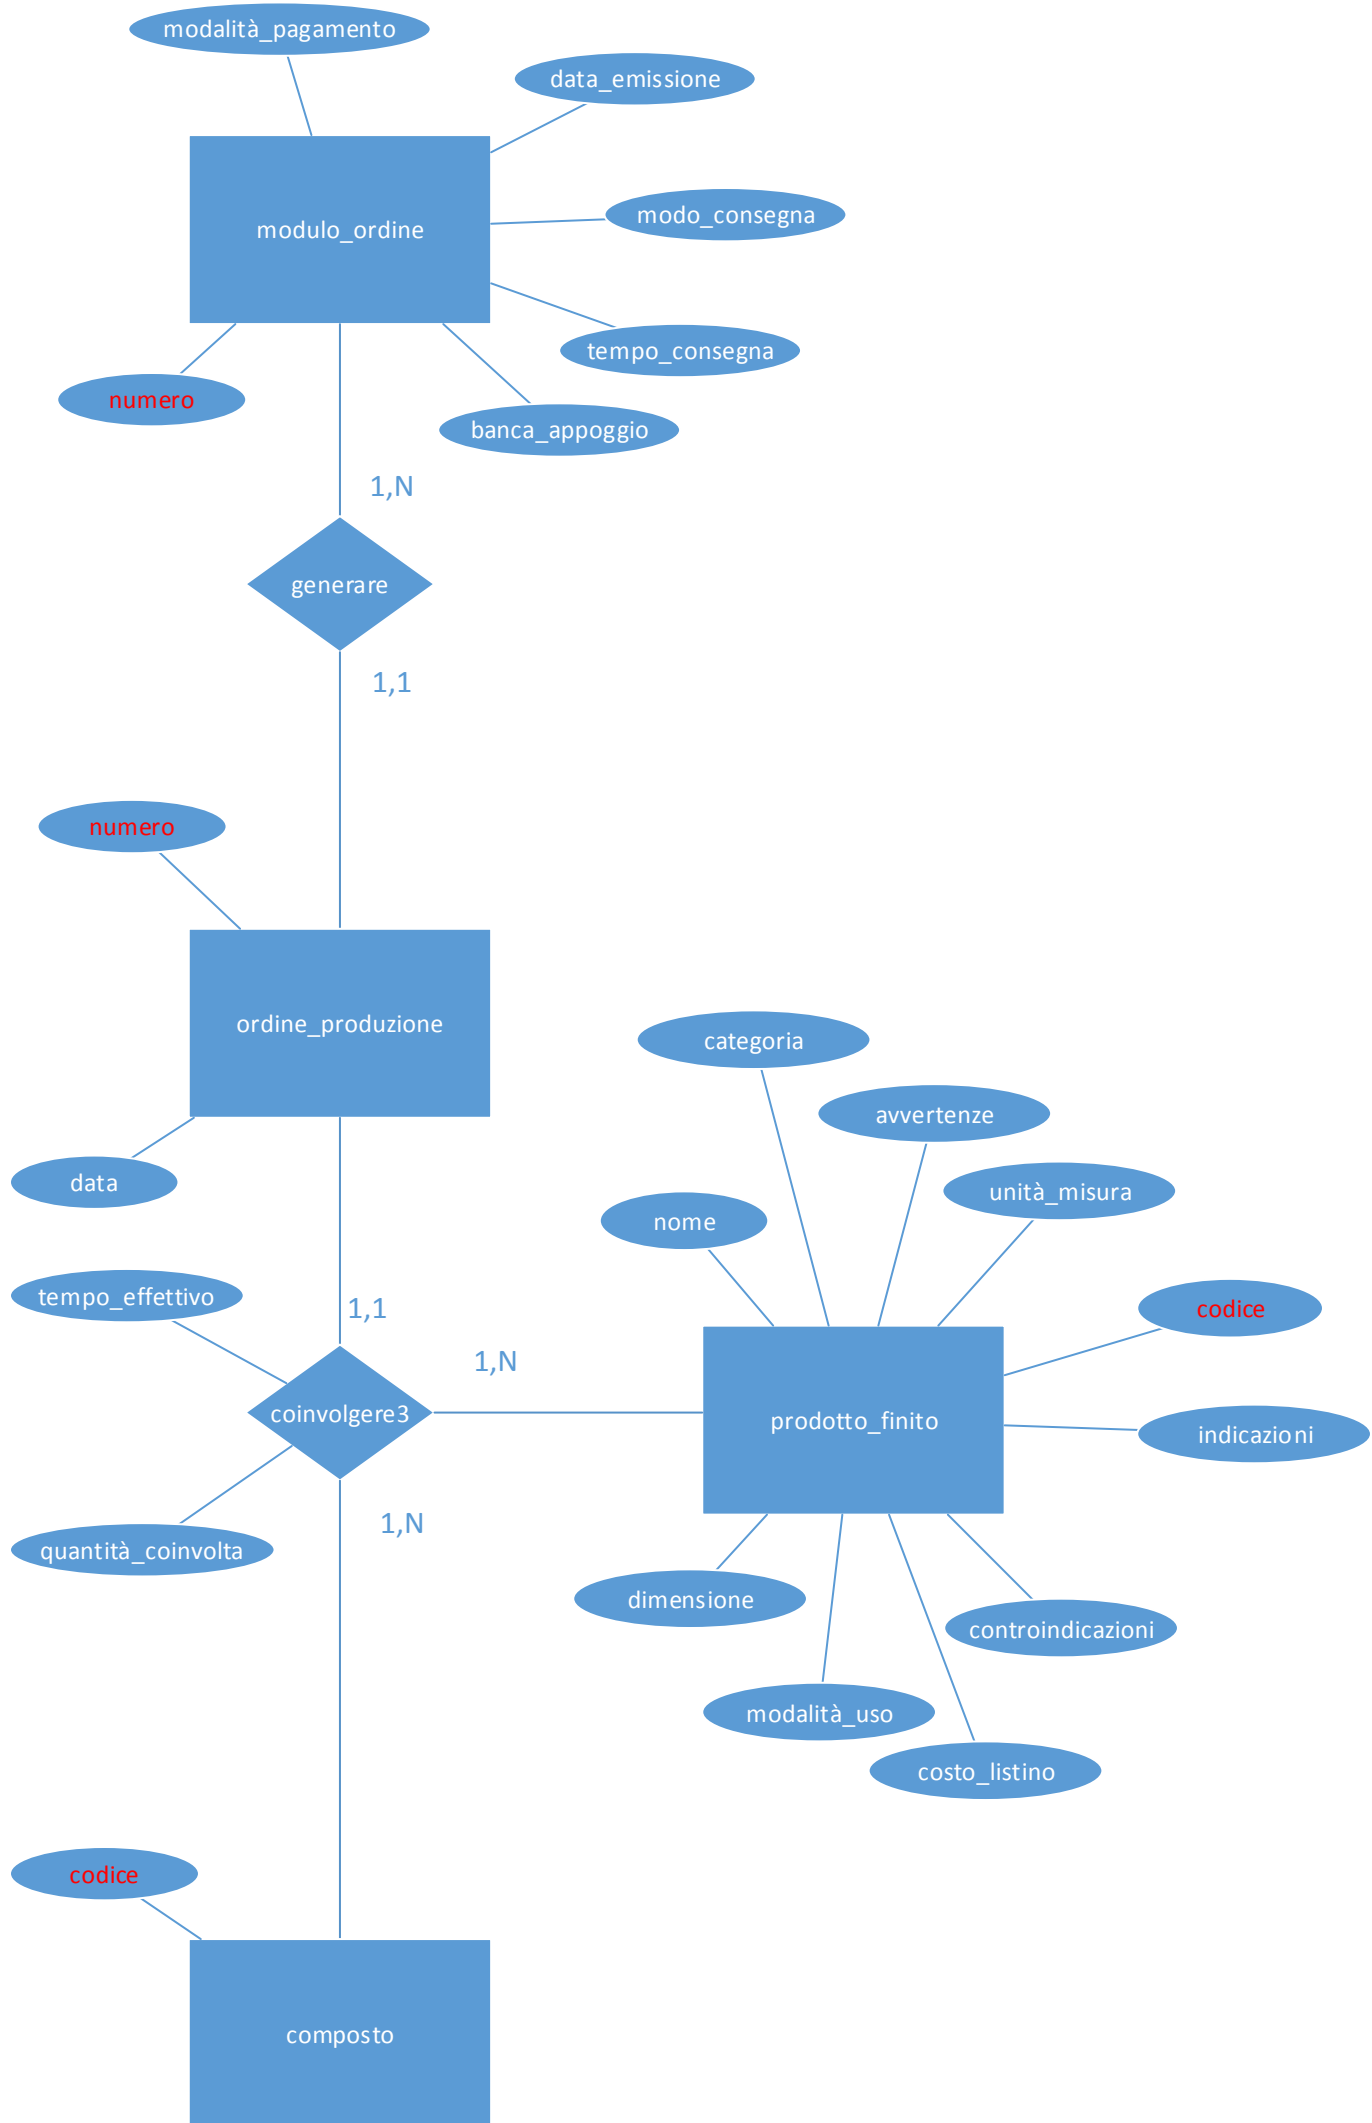 modalità_pagamento
data_emissione
modo_consegna
modulo_ordine
tempo_consegna
numero
banca_appoggio
1,N
generare
1,1
numero
ordine_produzione
categoria
avvertenze
data
unità_misura
nome
tempo_effettivo
1,1
codice
1,N
coinvolgere3
prodotto_finito
indicazioni
1,N
quantità_coinvolta
dimensione
controindicazioni
modalità_uso
costo_listino
codice
composto